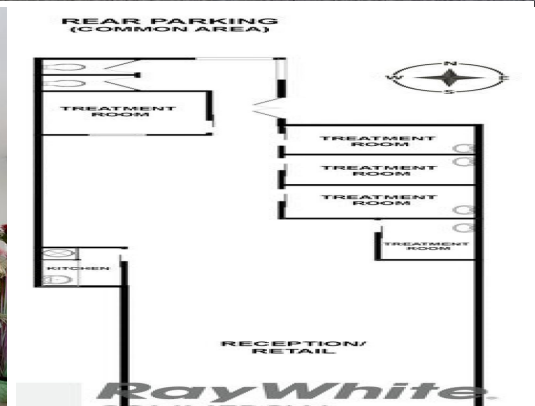 REAR PARKING
(COMMON AREA)
N
W E
S
TREATMENT
ROOM
TREATMENT
ROOM
TREATMENT
ROOM
TREATMENT
ROOM
TREATMENT
ROOM
KITCHEN
RECEPTION/
RETAIL
RayWhite.